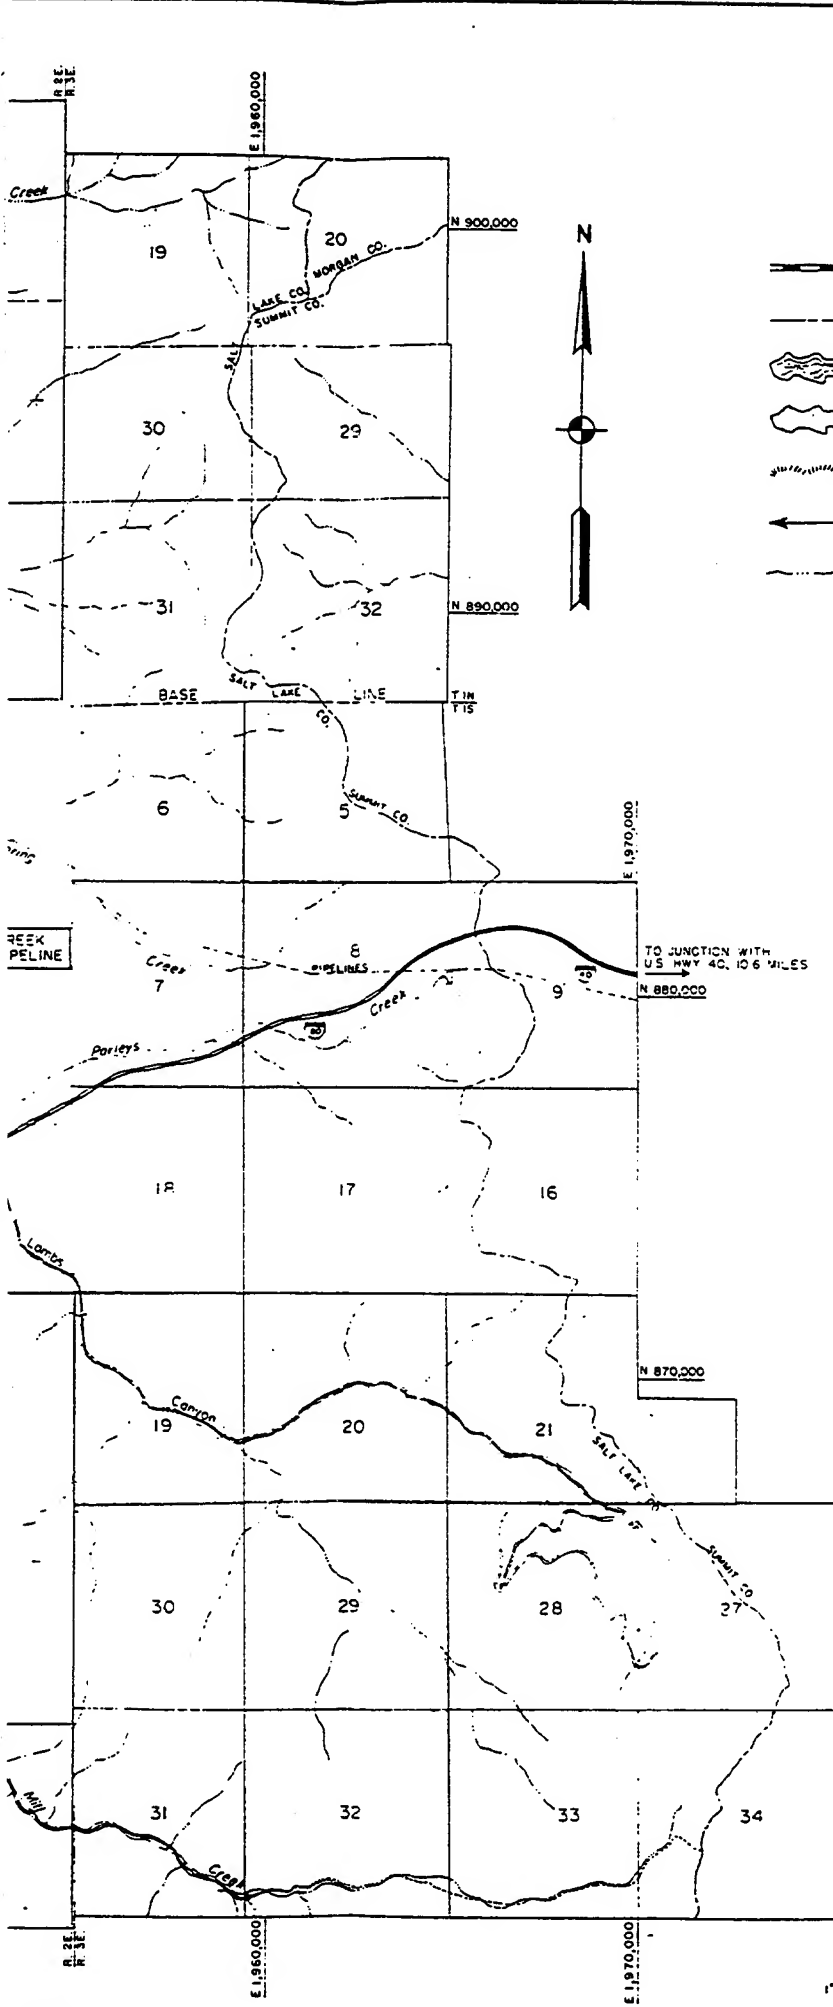 R. 2E.
R. 3E.
E 1,960,000
Creek
N 900,000
19
20
MORGAN CO.
N
LAKE CO.
SUMMIT CO.
SALT
30
29
31
32
N 890,000
SALT LAKE CO.
BASE LINE
T 1N
T 1S
6
5
SUMMIT CO.
E 1,970,000
PELINE
8
PIPELINES
Creek
7
9
80
TO JUNCTION WITH
U.S. HWY 40, 10.6 MILES
N 880,000
Creek
80
Parleys
18
17
16
Lambs
N 870,000
Canyon
19
20
21
SALT LAKE CO.
SUMMIT CO.
30
29
28
27
Mill
31
32
33
34
Creek
R. 2E.
R. 3E.
E 1,960,000
E 1,970,000